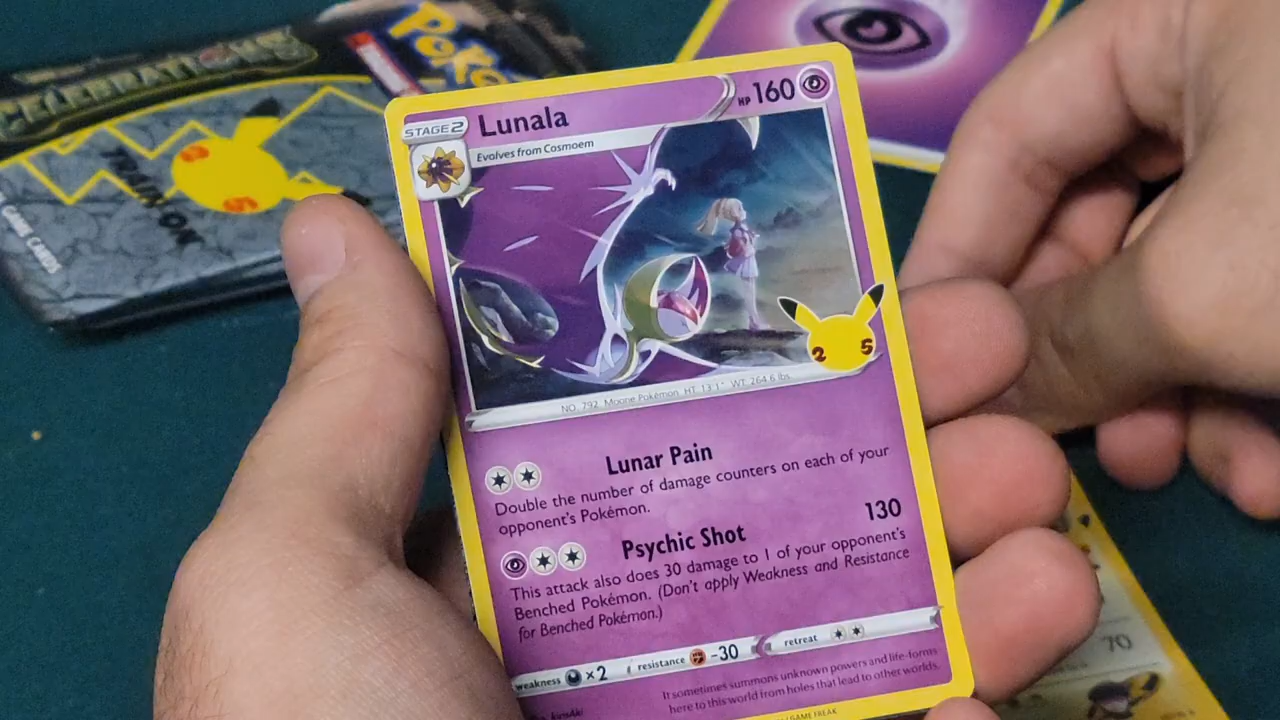 CELEBRATIONS
POKé
TRAIN ON
CARDS
STAGE 2
Lunala
HP 160
Evolves from Cosmoem
25
NO. 792 Moone Pokémon HT: 13'1" WT: 264.6 lbs.
Lunar Pain
Double the number of damage counters on each of your
opponent's Pokémon.
Psychic Shot 130
This attack also does 30 damage to 1 of your opponent's
Benched Pokémon. (Don't apply Weakness and Resistance
for Benched Pokémon.)
weakness ×2 resistance -30 retreat
It sometimes summons unknown powers and life-forms
here to this world from holes that lead to other worlds.
GAME FREAK
70